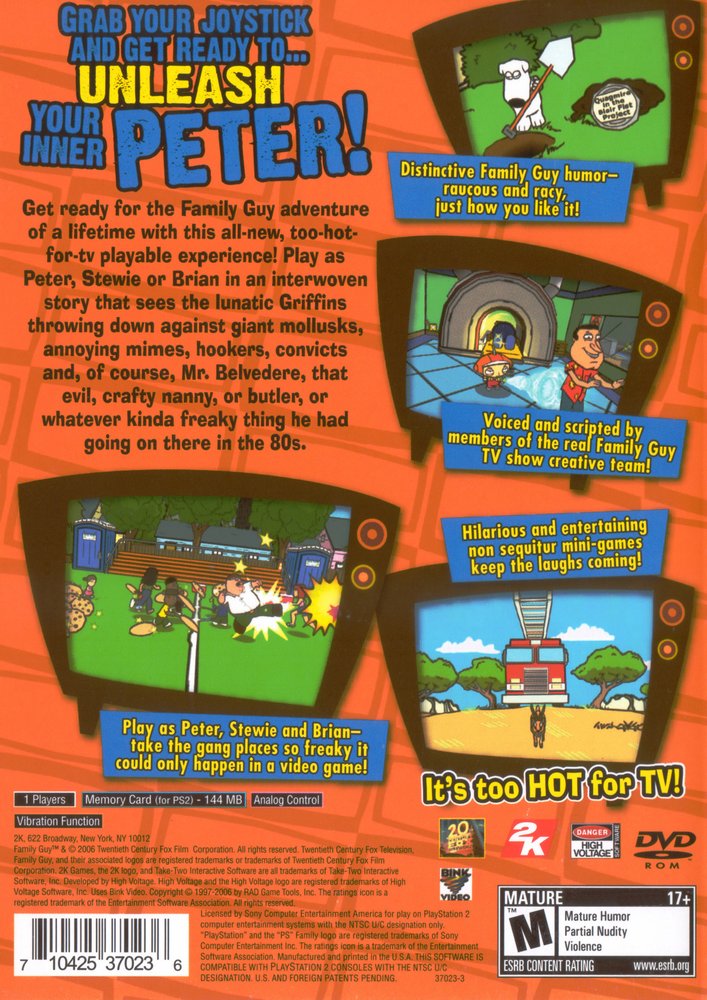 GRAB YOUR JOYSTICK
AND GET READY TO...
UNLEASH
YOUR
INNER
PETER!
Get ready for the Family Guy adventure
of a lifetime with this all-new, too-hot-
for-tv playable experience! Play as
Peter, Stewie or Brian in an interwoven
story that sees the lunatic Griffins
throwing down against giant mollusks,
annoying mimes, hookers, convicts
and, of course, Mr. Belvedere, that
evil, crafty nanny, or butler, or
whatever kinda freaky thing he had
going on there in the 80s.
Quagmire
in the
Blair Flat
Project
Distinctive Family Guy humor—
raucous and racy,
just how you like it!
Voiced and scripted by
members of the real Family Guy
TV show creative team!
Hilarious and entertaining
non sequitur mini-games
keep the laughs coming!
Play as Peter, Stewie and Brian—
take the gang places so freaky it
could only happen in a video game!
It's too HOT for TV!
1 Players
Memory Card (for PS2) - 144 MB
Analog Control
Vibration Function
2K, 622 Broadway, New York, NY 10012
Family Guy™ & © 2006 Twentieth Century Fox Film Corporation. All rights reserved. Twentieth Century Fox Television,
Family Guy, and their associated logos are registered trademarks or trademarks of Twentieth Century Fox Film
Corporation. 2K Games, the 2K logo, and Take-Two Interactive Software are all trademarks of Take-Two Interactive
Software, Inc. Developed by High Voltage. High Voltage and the High Voltage logo are registered trademarks of High
Voltage Software, Inc. Uses Bink Video. Copyright © 1997-2006 by RAD Game Tools, Inc. The ratings icon is a
registered trademark of the Entertainment Software Association. All rights reserved.
Licensed by Sony Computer Entertainment America for play on PlayStation 2
computer entertainment systems with the NTSC U/C designation only.
"PlayStation" and the "PS" Family logo are registered trademarks of Sony
Computer Entertainment Inc. The ratings icon is a trademark of the Entertainment
Software Association. Manufactured and printed in the U.S.A. THIS SOFTWARE IS
COMPATIBLE WITH PLAYSTATION 2 CONSOLES WITH THE NTSC U/C
DESIGNATION. U.S. AND FOREIGN PATENTS PENDING.
37023-3
7 10425 37023 6
20
2K
DANGER
HIGH
VOLTAGE
SOFTWARE
DVD
ROM
BINK
VIDEO
MATURE 17+
M
TM
Mature Humor
Partial Nudity
Violence
ESRB CONTENT RATING www.esrb.org